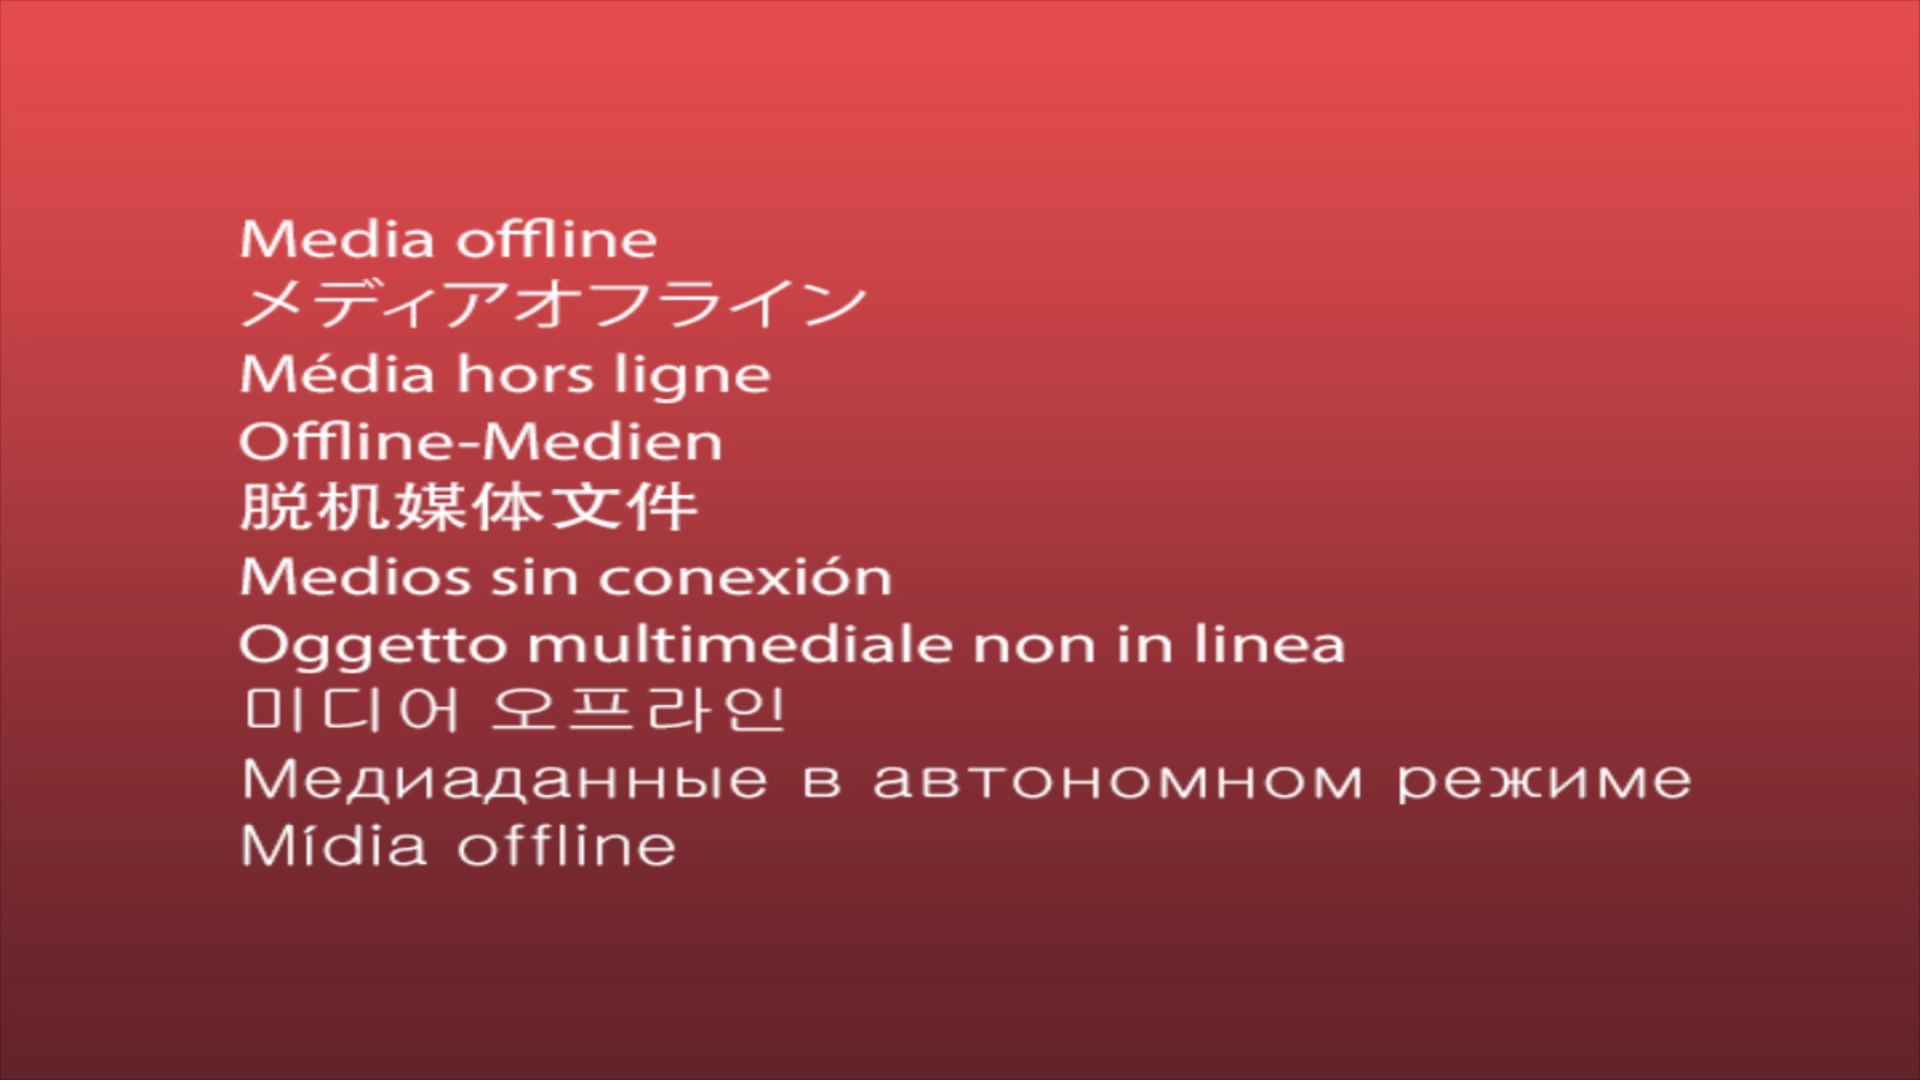 Media offline
メディアオフライン
Média hors ligne
Offline-Medien
脱机媒体文件
Medios sin conexión
Oggetto multimediale non in linea
미디어 오프라인
Медиаданные в автономном режиме
Mídia offline